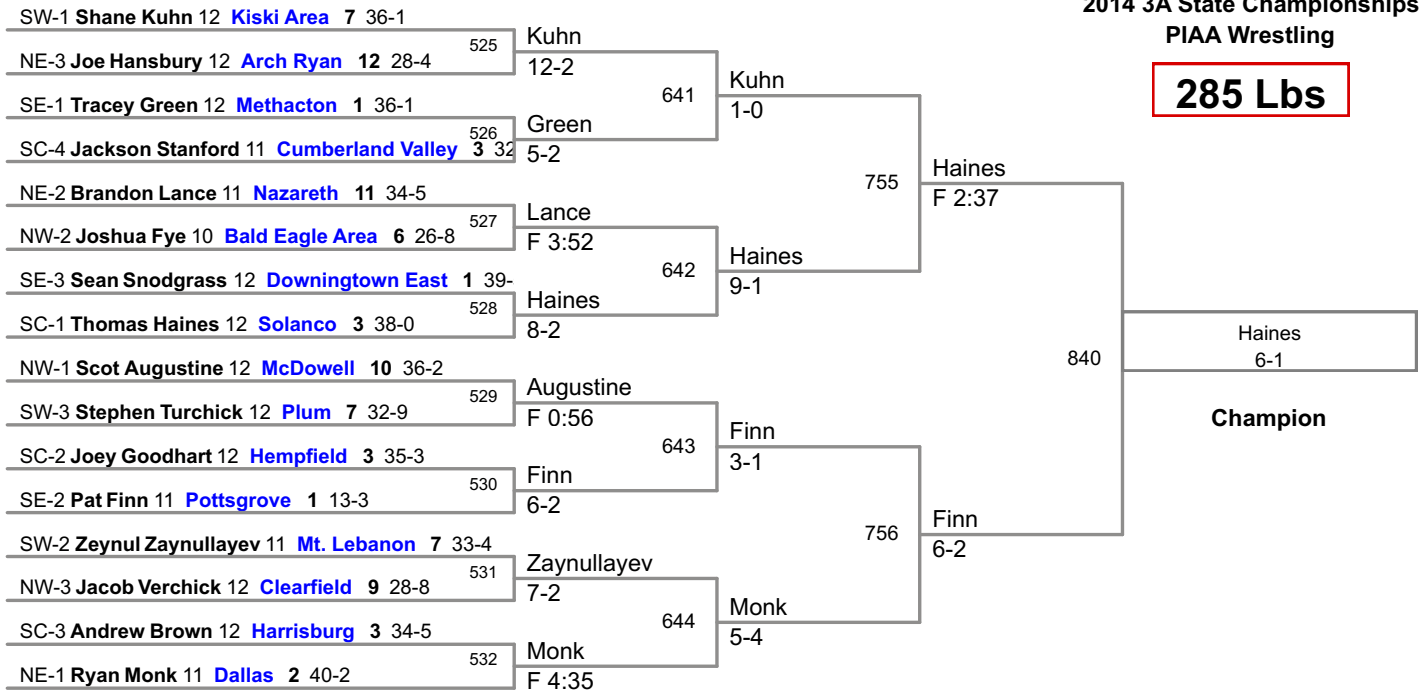 2014 3A State Championships
PIAA Wrestling
285 Lbs
SW-1 Shane Kuhn 12 Kiski Area 7 36-1
525
NE-3 Joe Hansbury 12 Arch Ryan 12 28-4
SE-1 Tracey Green 12 Methacton 1 36-1
526
SC-4 Jackson Stanford 11 Cumberland Valley 3 32
NE-2 Brandon Lance 11 Nazareth 11 34-5
527
NW-2 Joshua Fye 10 Bald Eagle Area 6 26-8
SE-3 Sean Snodgrass 12 Downingtown East 1 39-
528
SC-1 Thomas Haines 12 Solanco 3 38-0
NW-1 Scot Augustine 12 McDowell 10 36-2
529
SW-3 Stephen Turchick 12 Plum 7 32-9
SC-2 Joey Goodhart 12 Hempfield 3 35-3
530
SE-2 Pat Finn 11 Pottsgrove 1 13-3
SW-2 Zeynul Zaynullayev 11 Mt. Lebanon 7 33-4
531
NW-3 Jacob Verchick 12 Clearfield 9 28-8
SC-3 Andrew Brown 12 Harrisburg 3 34-5
532
NE-1 Ryan Monk 11 Dallas 2 40-2
Kuhn
12-2
641
Green
5-2
Lance
F 3:52
642
Haines
8-2
Augustine
F 0:56
643
Finn
6-2
Zaynullayev
7-2
644
Monk
F 4:35
Kuhn
1-0
755
Haines
9-1
Finn
3-1
756
Monk
5-4
Haines
F 2:37
840
Finn
6-2
Haines
6-1
Champion